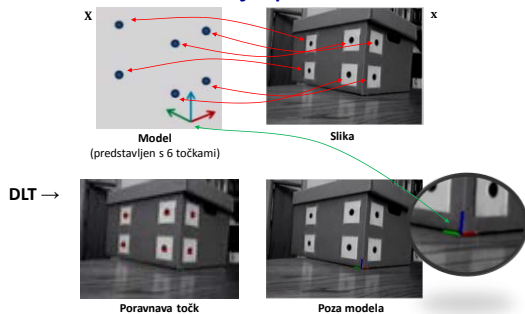 X
x
Model
(predstavljen s 6 točkami)
Slika
DLT →
Poravnava točk
Poza modela